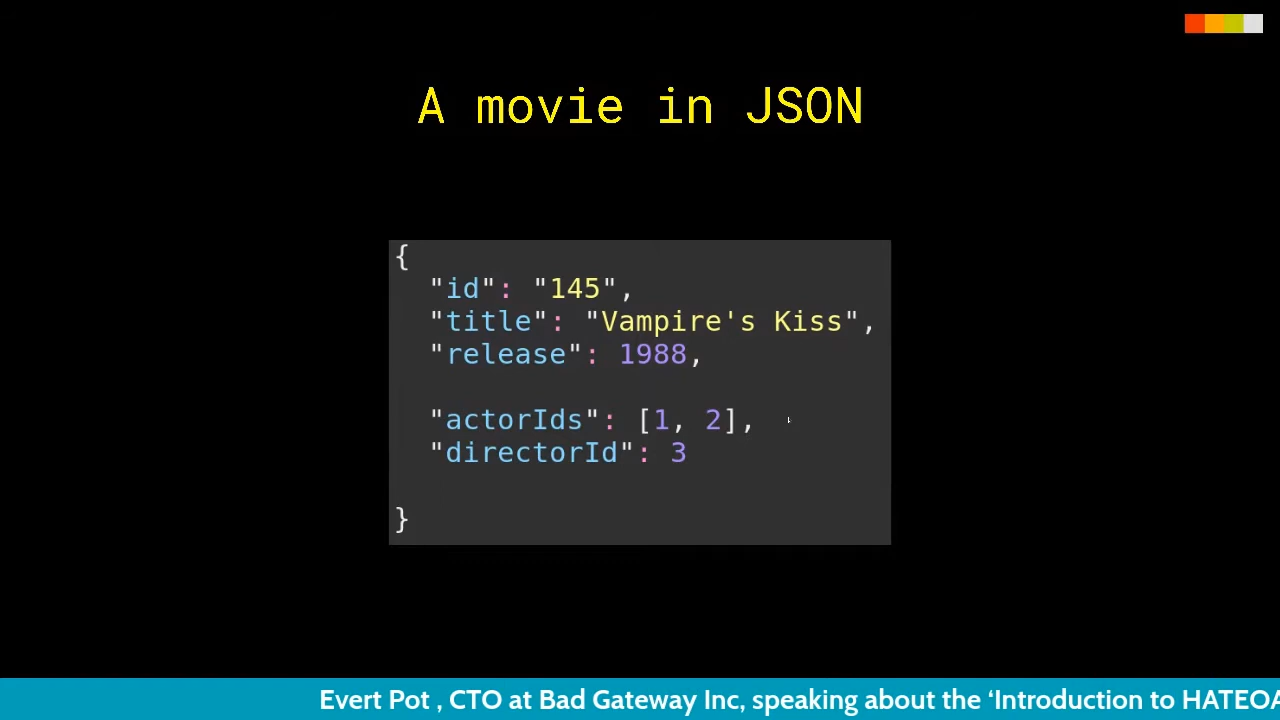 A movie in JSON
{
"id": "145",
"title": "Vampire's Kiss",
"release": 1988,
"actorIds": [1, 2],
"directorId": 3
}
Evert Pot , CTO at Bad Gateway Inc, speaking about the ‘Introduction to HATEOA